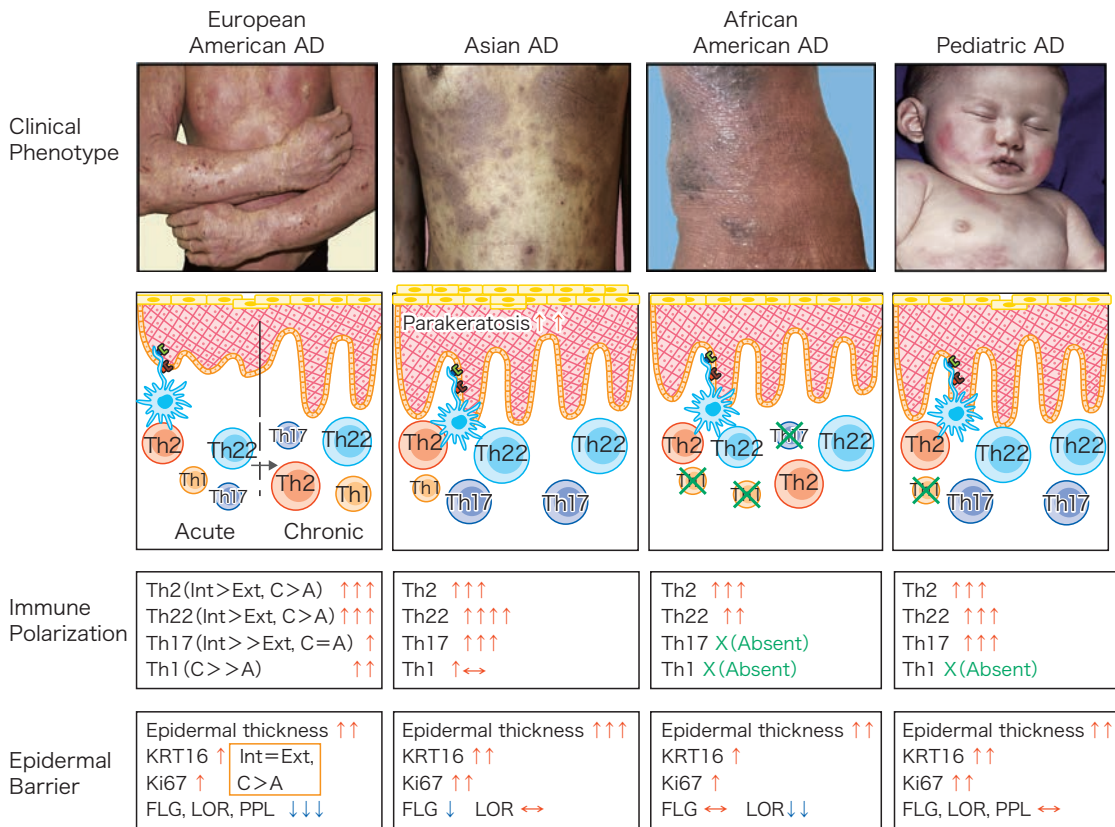 European
American AD
Asian AD
African
American AD
Pediatric AD
Clinical
Phenotype
Parakeratosis ↑ ↑
Th2
Th22
Th1
Th17
Acute
Th17
Th22
Th2
Th1
Chronic
Th2
Th22
Th22
Th1
Th17
Th17
Th2
Th22
Th17
Th22
Th1
Th1
Th2
Th2
Th22
Th22
Th1
Th17
Th17
Immune
Polarization
Th2(Int>Ext, C>A) ↑↑↑
Th22(Int>Ext, C>A) ↑↑↑
Th17(Int>>Ext, C=A) ↑
Th1(C>>A) ↑↑
Th2 ↑↑↑
Th22 ↑↑↑↑
Th17 ↑↑↑
Th1 ↑↔
Th2 ↑↑↑
Th22 ↑↑
Th17 X(Absent)
Th1 X(Absent)
Th2 ↑↑↑
Th22 ↑↑↑
Th17 ↑↑↑
Th1 X(Absent)
Epidermal
Barrier
Epidermal thickness ↑↑
KRT16 ↑
Ki67 ↑
Int=Ext,
C>A
FLG, LOR, PPL ↓↓↓
Epidermal thickness ↑↑↑
KRT16 ↑↑
Ki67 ↑↑
FLG ↓ LOR ↔
Epidermal thickness ↑↑
KRT16 ↑
Ki67 ↑
FLG ↔ LOR↓↓
Epidermal thickness ↑↑
KRT16 ↑↑
Ki67 ↑↑
FLG, LOR, PPL ↔